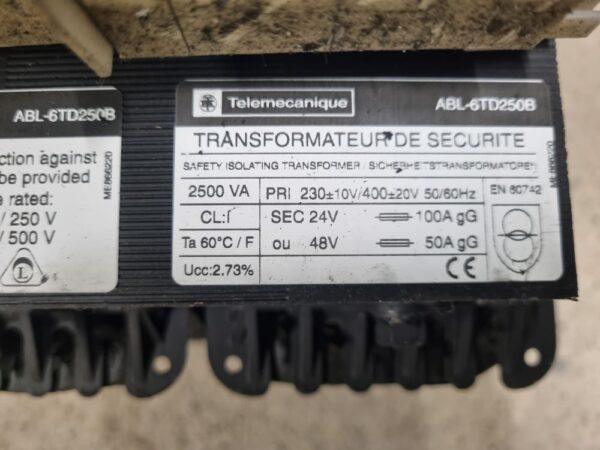 ABL-6TD250B
ction against
be provided
e rated:
/ 250 V
/ 500 V
L
ME866220
Telemecanique
ABL-6TD250B
TRANSFORMATEUR DE SECURITE
SAFETY ISOLATING TRANSFORMER / SICHERHEITSTRANSFORMATOREN
2500 VA
PRI 230±10V/400±20V 50/60Hz
EN 60742
CL:I
SEC 24V 100A gG
Ta 60°C / F
ou 48V 50A gG
Ucc:2.73%
CE